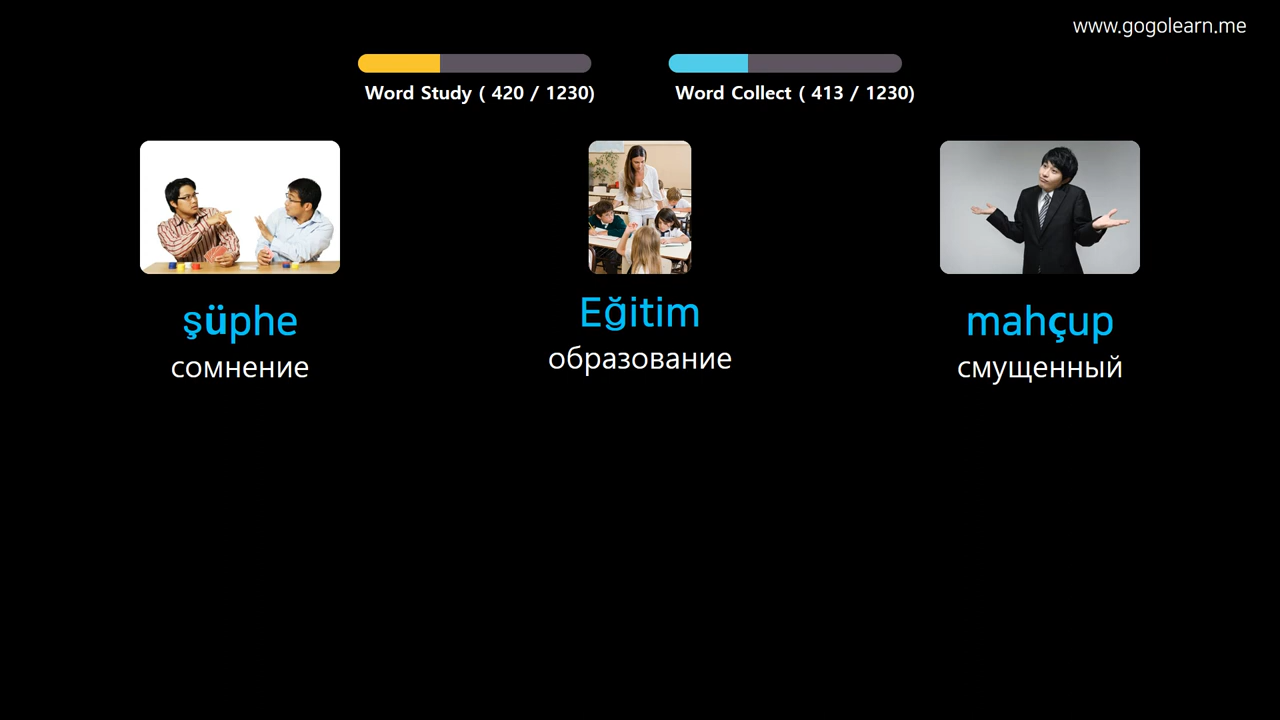 www.gogolearn.me
Word Study ( 420 / 1230)
Word Collect ( 413 / 1230)
şüphe
сомнение
Eğitim
образование
mahçup
смущенный